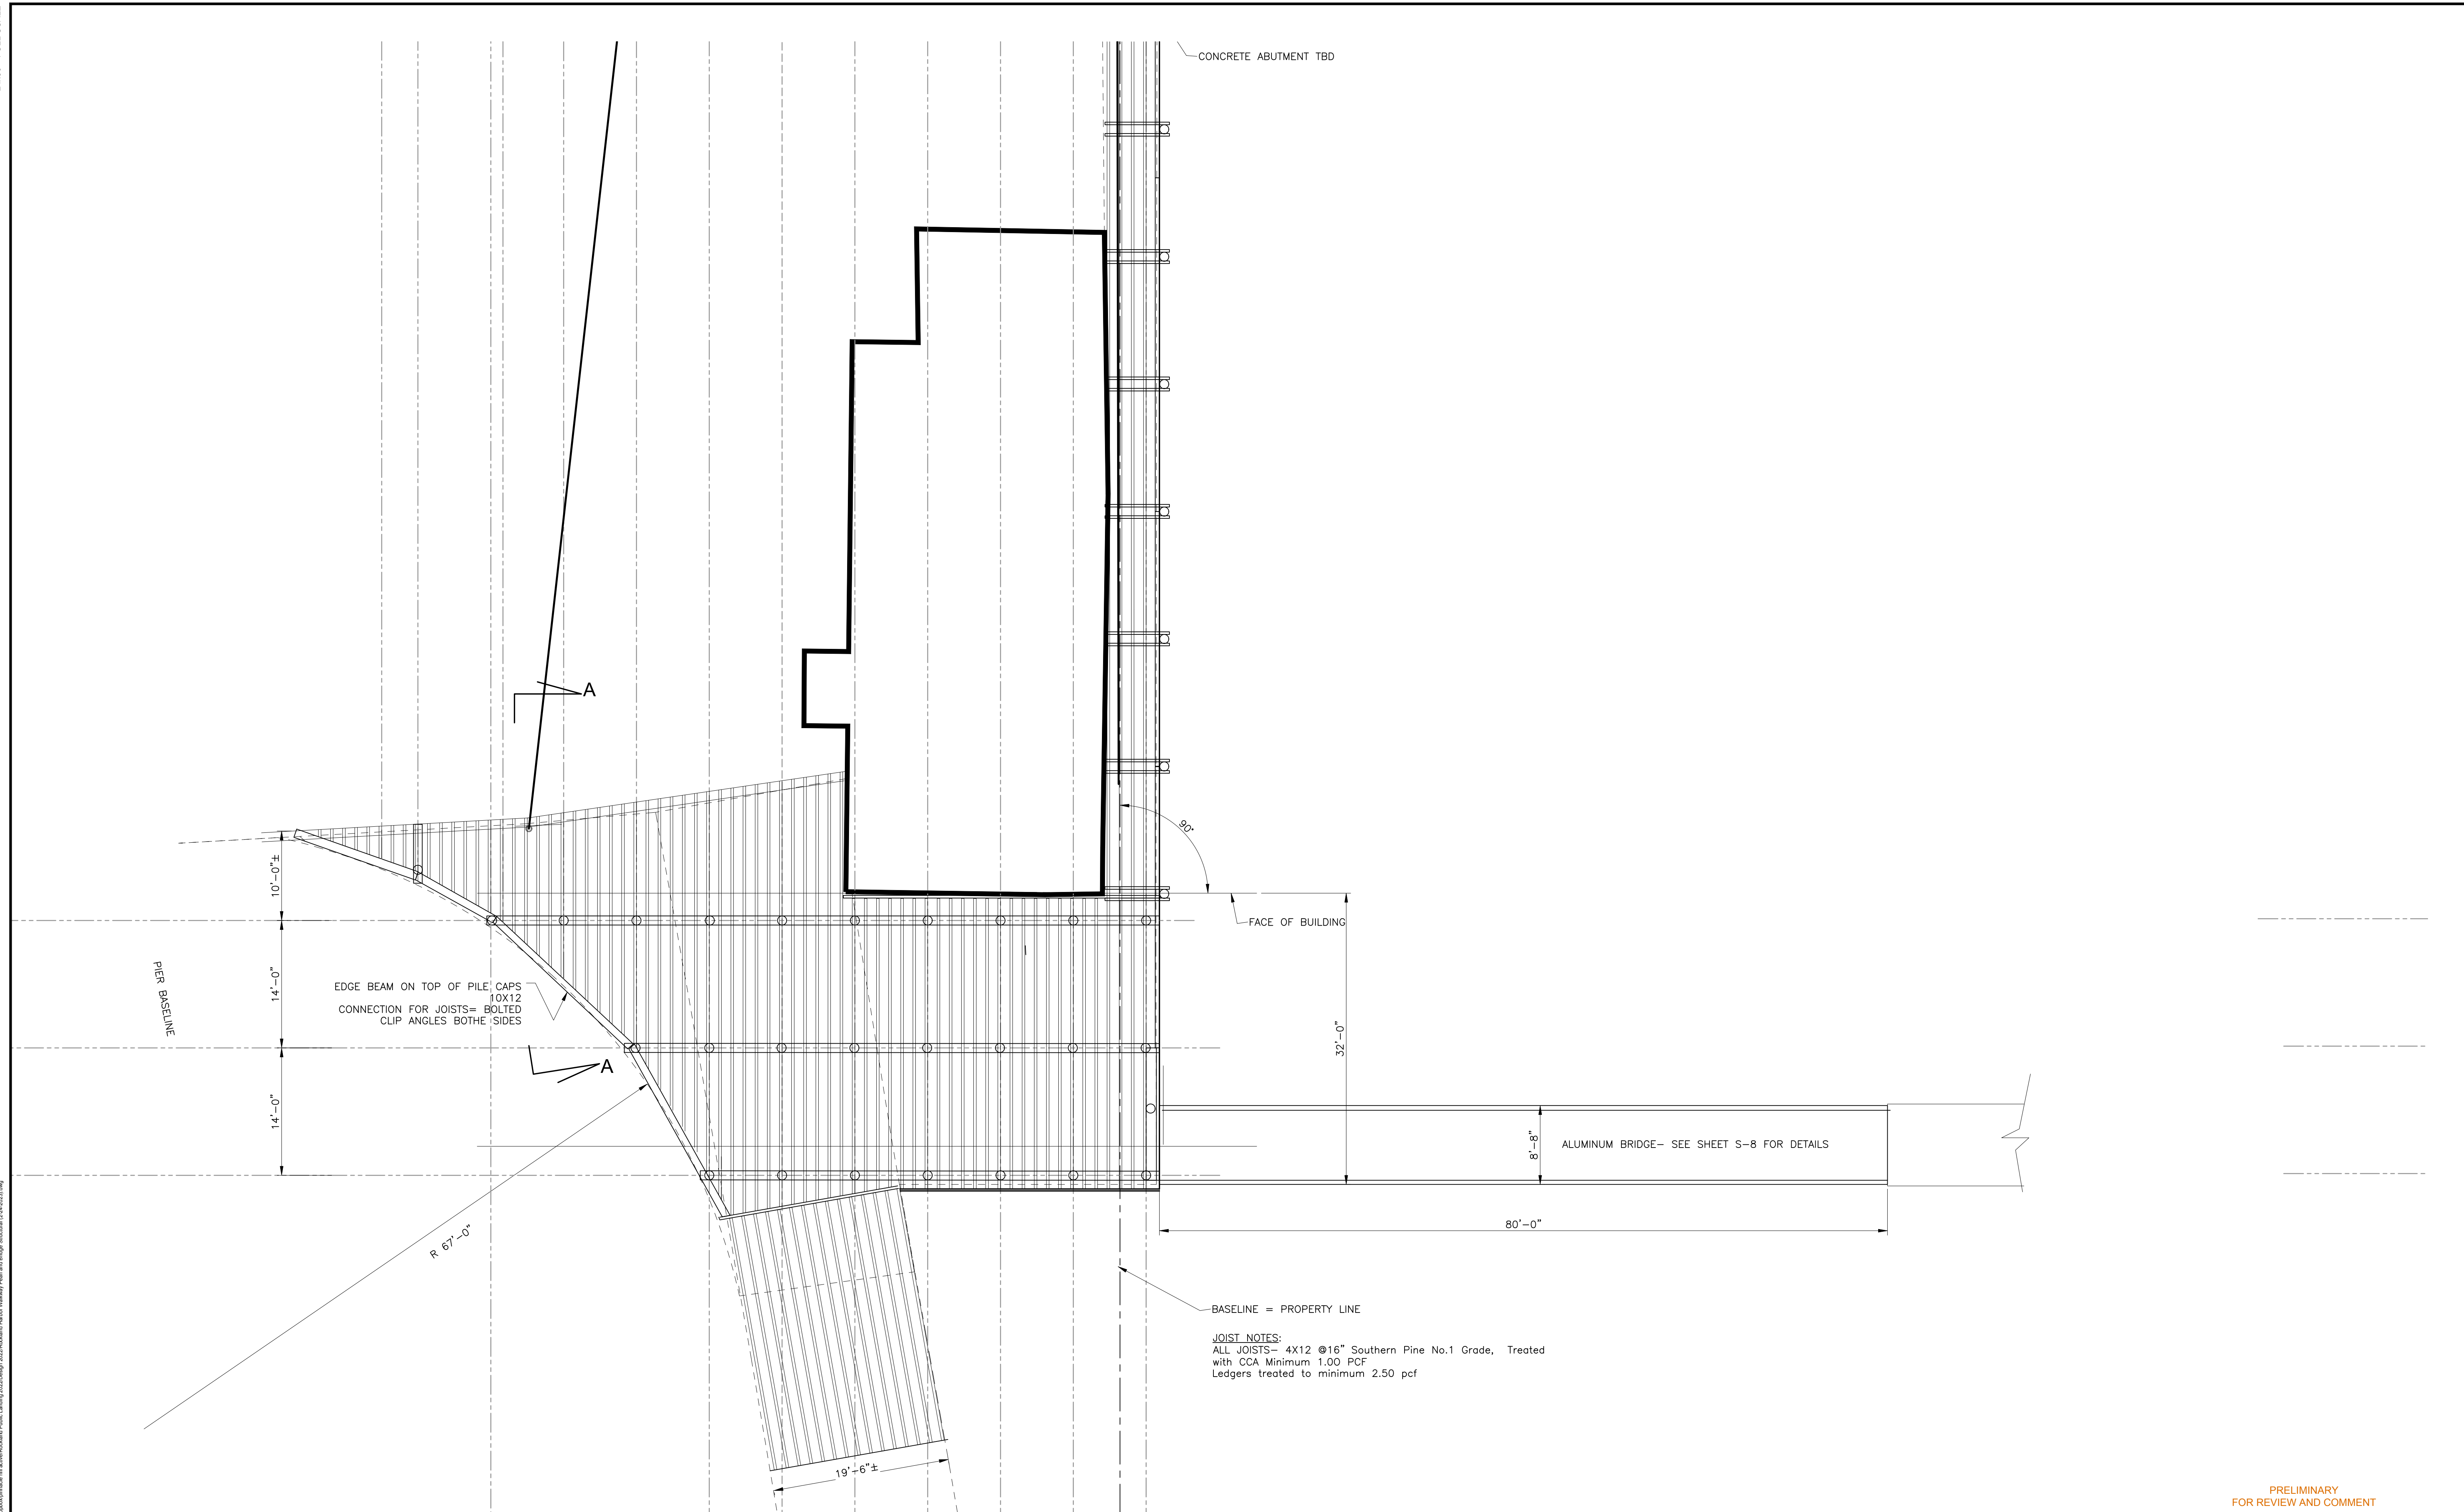 CONCRETE ABUTMENT TBD
A
90°
10'-0"±
FACE OF BUILDING
PIER BASELINE
14'-0"
EDGE BEAM ON TOP OF PILE CAPS
10X12
CONNECTION FOR JOISTS= BOLTED
CLIP ANGLES BOTHE SIDES
32'-0"
A
14'-0"
8'-8"
ALUMINUM BRIDGE- SEE SHEET S-8 FOR DETAILS
80'-0"
R 67'-0"
BASELINE = PROPERTY LINE
JOIST NOTES:
ALL JOISTS- 4X12 @16" Southern Pine No.1 Grade, Treated
with CCA Minimum 1.00 PCF
Ledgers treated to minimum 2.50 pcf
19'-6"±
PRELIMINARY
FOR REVIEW AND COMMENT